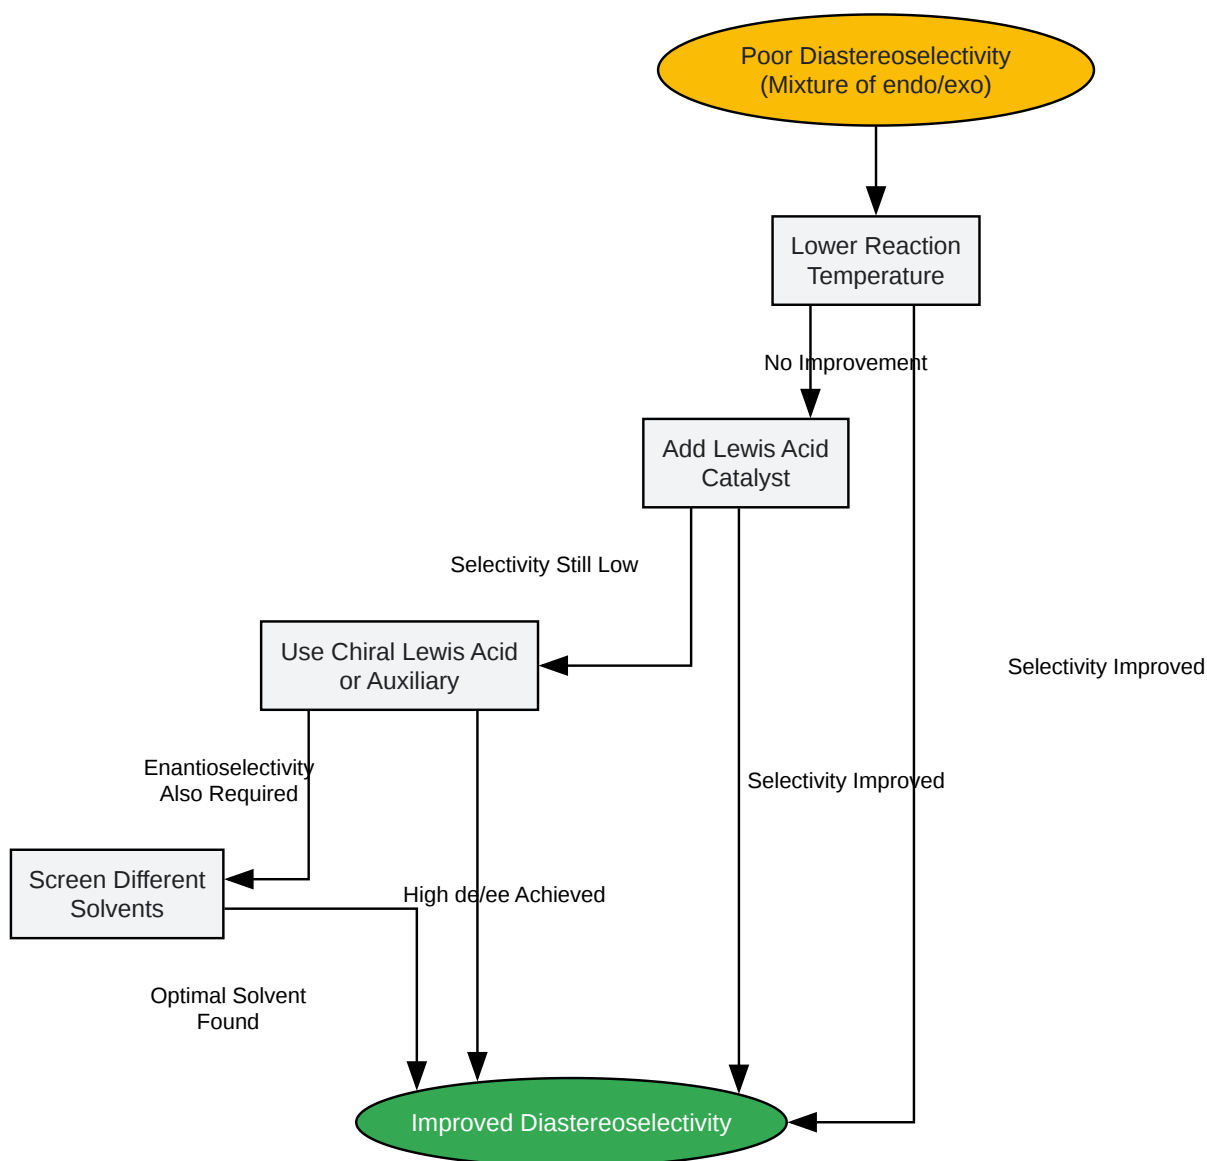 Poor Diastereoselectivity
(Mixture of endo/exo)
Lower Reaction
Temperature
No Improvement
Add Lewis Acid
Catalyst
Selectivity Still Low
Use Chiral Lewis Acid
or Auxiliary
Selectivity Improved
Enantioselectivity
Also Required
Selectivity Improved
Screen Different
Solvents
High de/ee Achieved
Optimal Solvent
Found
Improved Diastereoselectivity